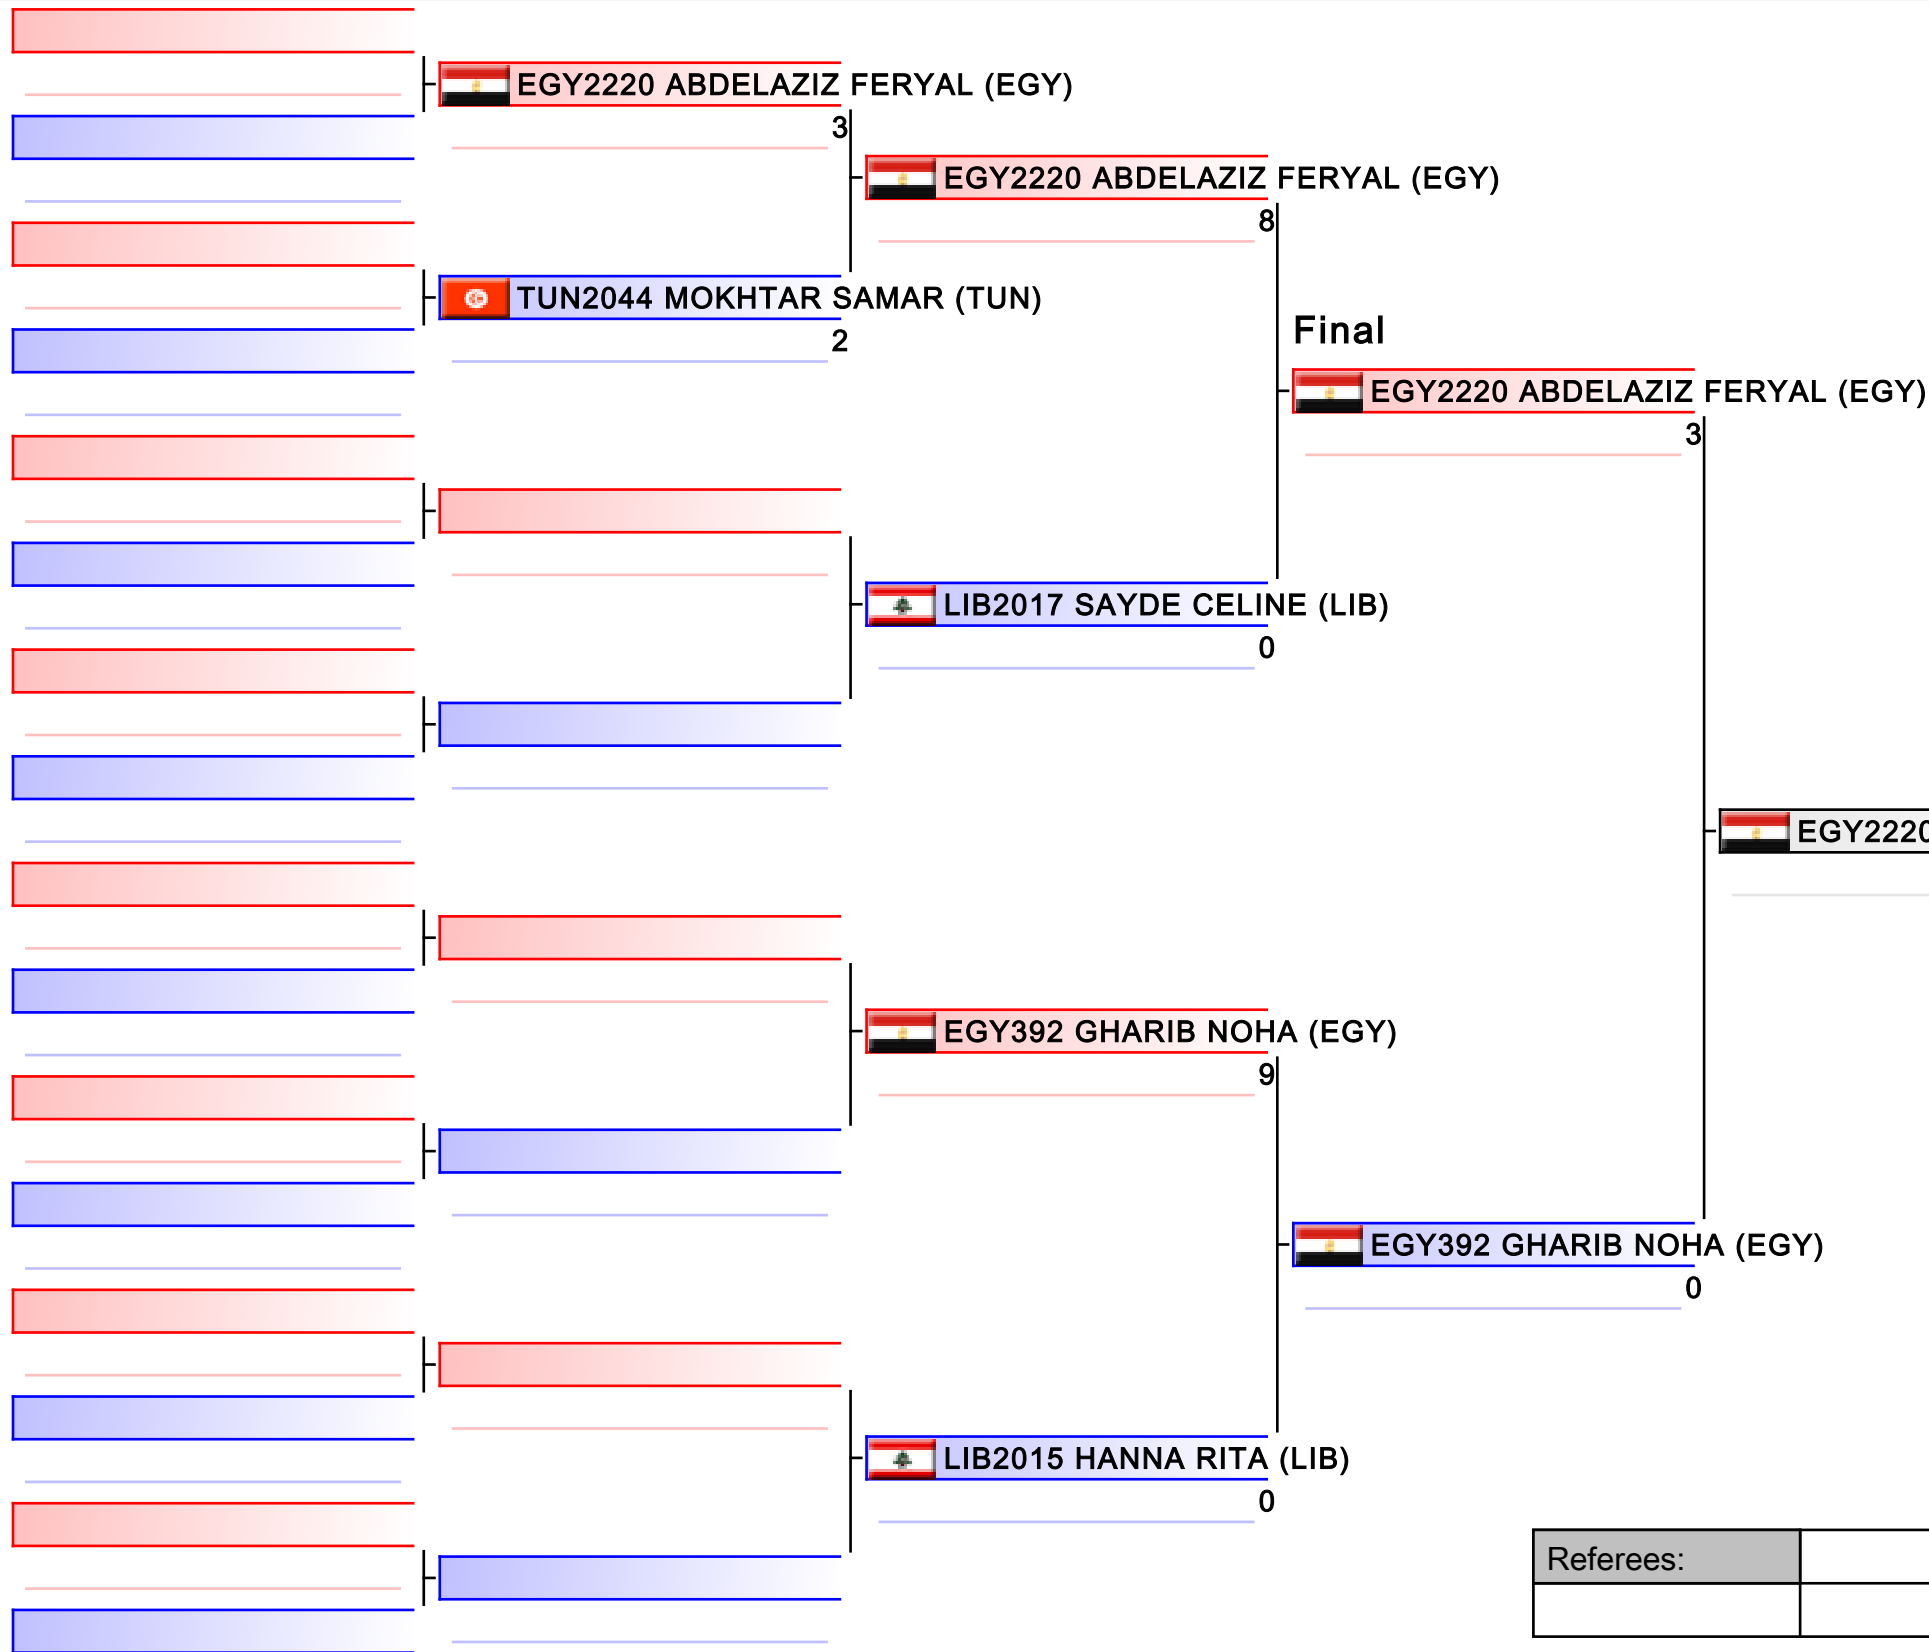 EGY2220 ABDELAZIZ FERYAL (EGY)
3
EGY2220 ABDELAZIZ FERYAL (EGY)
8
TUN2044 MOKHTAR SAMAR (TUN)
2
Final
EGY2220 ABDELAZIZ FERYAL (EGY)
3
LIB2017 SAYDE CELINE (LIB)
0
EGY2220
EGY392 GHARIB NOHA (EGY)
9
EGY392 GHARIB NOHA (EGY)
0
LIB2015 HANNA RITA (LIB)
0
Referees: